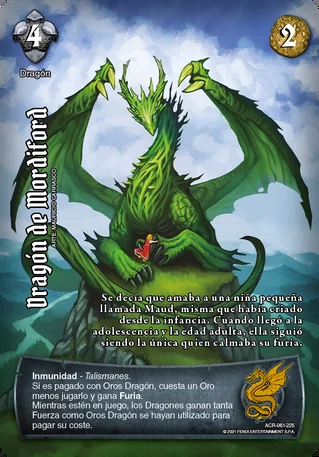 4
2
Dragón
Dragón de Mordiford
ARTE: MAURICIO CARRASCO
Se decía que amaba a una niña pequeña
llamada Maud, misma que había criado
desde la infancia. Cuando llegó a la
adolescencia y la edad adulta, ella siguió
siendo la única quien calmaba su furia.
Inmunidad - Talismanes.
Si es pagado con Oros Dragón, cuesta un Oro
menos jugarlo y gana Furia.
Mientras estén en juego, los Dragones ganan tanta
Fuerza como Oros Dragón se hayan utilizado para
pagar su coste.
ACR-061-225
© 2021 FENIX ENTERTAINMENT S.P.A.